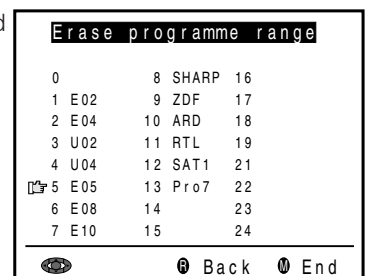 d
Erase programme range
0 8 SHARP 16
1 E02 9 ZDF 17
2 E04 10 ARD 18
3 U02 11 RTL 19
4 U04 12 SAT1 21
5 E05 13 Pro7 22
6 E08 14 23
7 E10 15 24
R Back M End